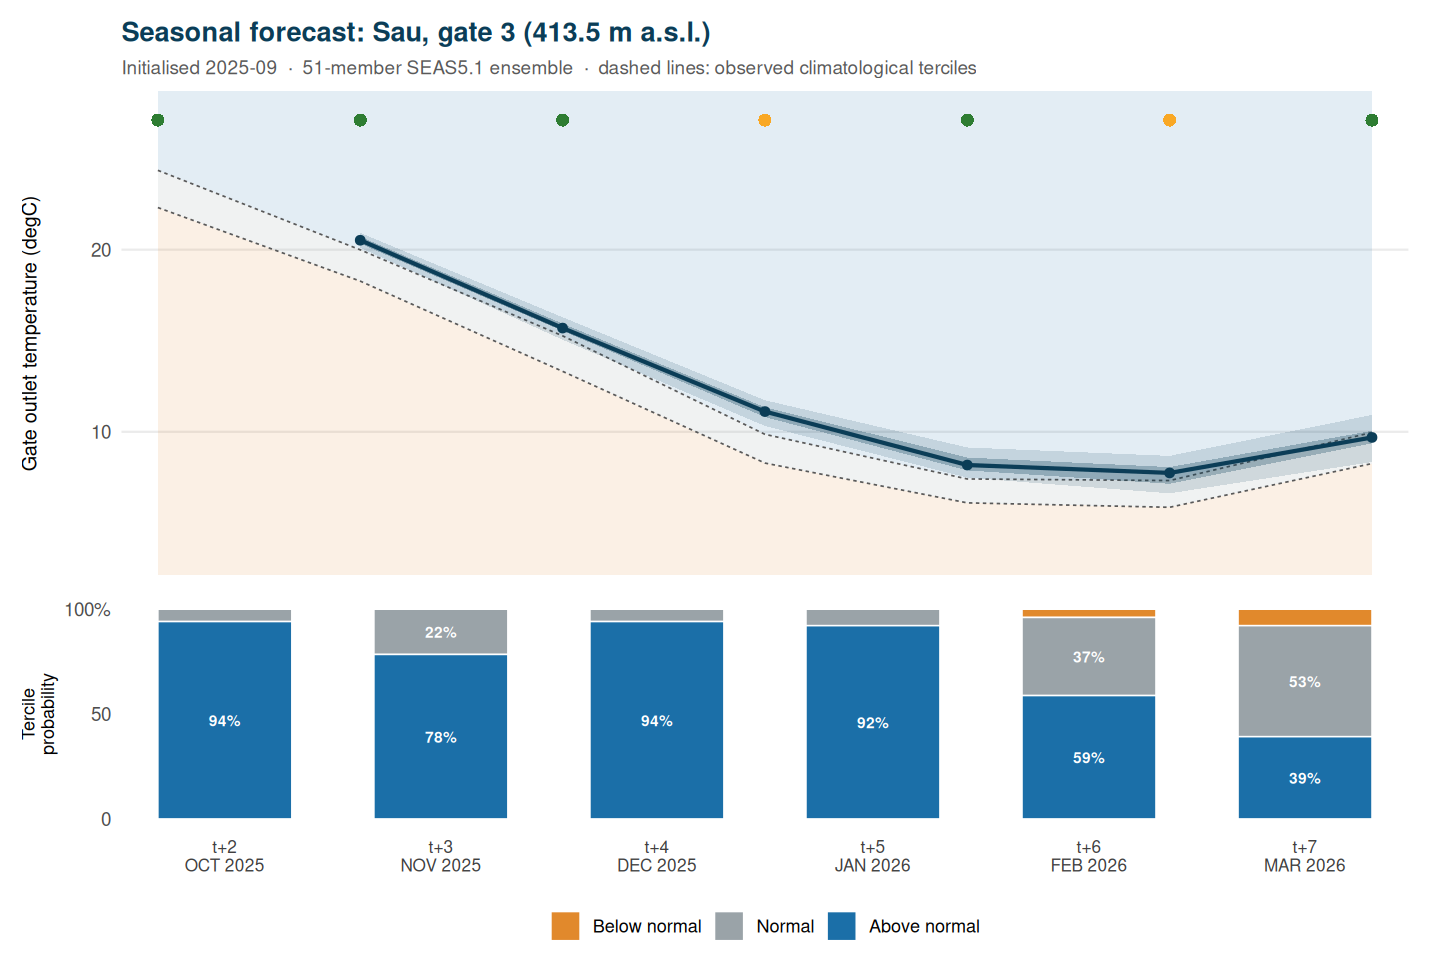 Seasonal forecast: Sau, gate 3 (413.5 m a.s.l.)
Initialised 2025-09 · 51-member SEAS5.1 ensemble · dashed lines: observed climatological terciles
Gate outlet temperature (degC)
20
10
Tercile
probability
100%
50
0
94%
22%
78%
94%
92%
37%
59%
53%
39%
t+2
OCT 2025
t+3
NOV 2025
t+4
DEC 2025
t+5
JAN 2026
t+6
FEB 2026
t+7
MAR 2026
Below normal
Normal
Above normal